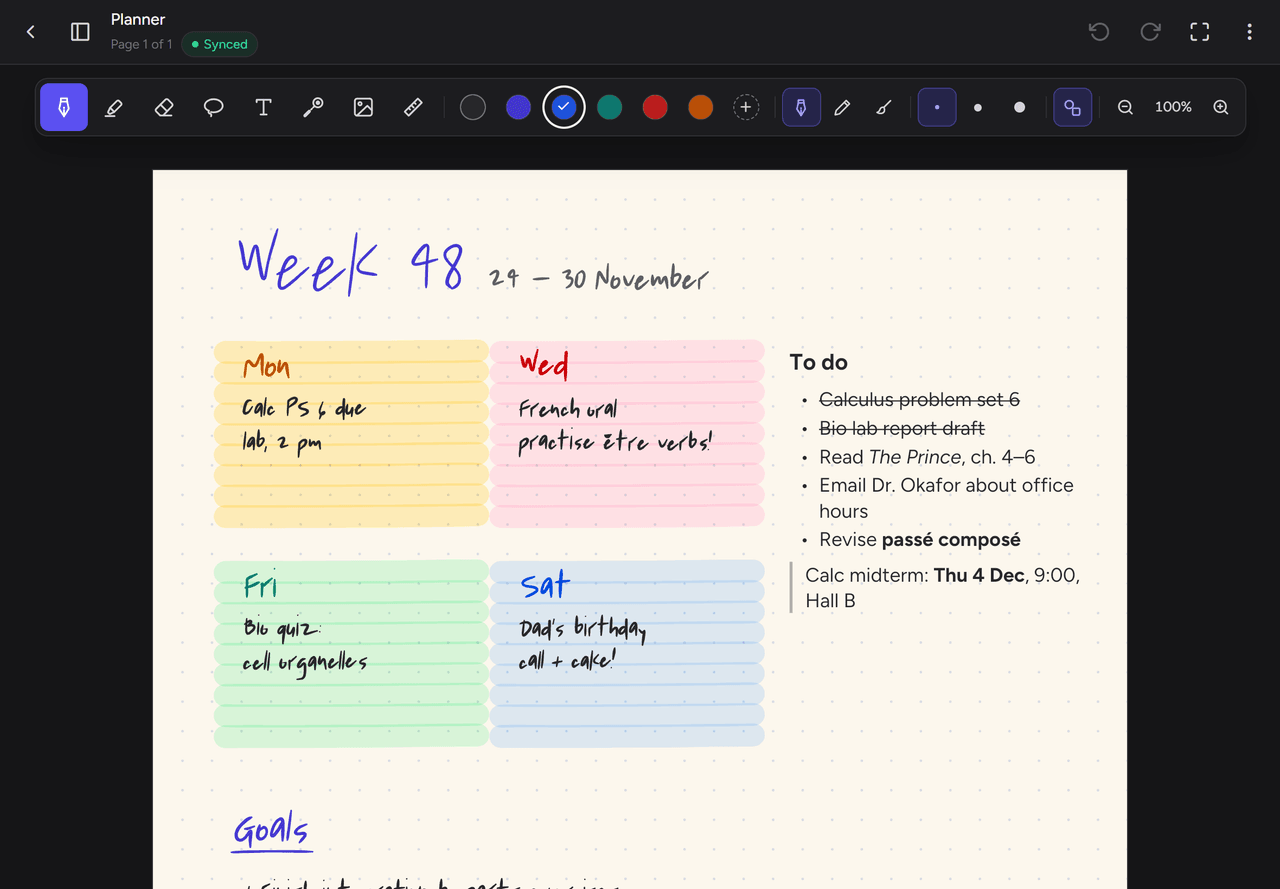 Planner
Page 1 of 1
Synced
100%
Week 48
24 — 30 November
Mon
Calc PS 6 due
lab, 2 pm
Wed
French oral
practise être verbs!
To do
• Calculus problem set 6
• Bio lab report draft
• Read The Prince, ch. 4–6
• Email Dr. Okafor about office
hours
• Revise passé composé
Calc midterm: Thu 4 Dec, 9:00,
Hall B
Fri
Bio quiz:
cell organelles
Sat
Dad's birthday
call + cake!
Goals